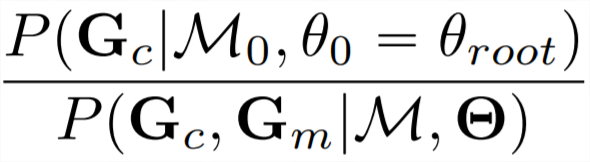 P(G_c|ℳ_0, θ_0 = θ_root)
P(G_c, G_m|ℳ, Θ)